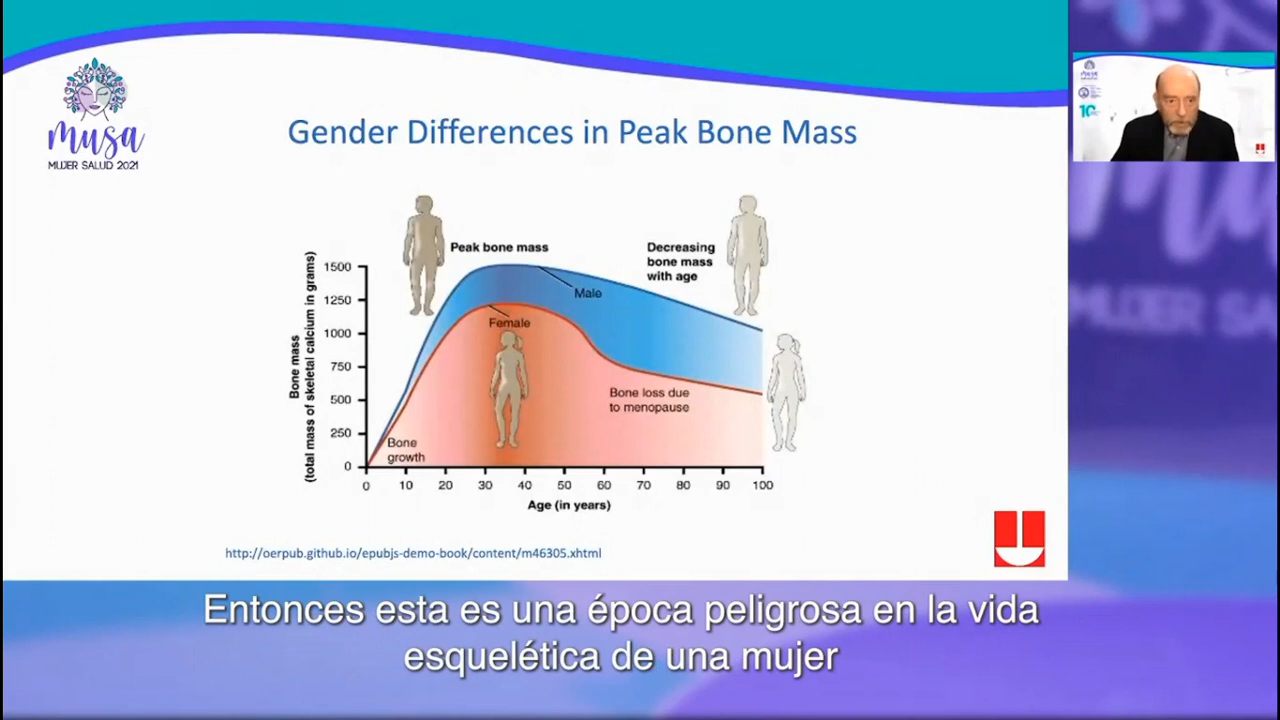 musa
MUJER SALUD 2021
Gender Differences in Peak Bone Mass
Peak bone mass
Decreasing
bone mass
with age
Male
Female
Bone loss due
to menopause
Bone
growth
Bone mass
(total mass of skeletal calcium in grams)
1500
1250
1000
750
500
250
0
0 10 20 30 40 50 60 70 80 90 100
Age (in years)
http://oerpub.github.io/epubjs-demo-book/content/m46305.xhtml
Entonces esta es una época peligrosa en la vida
esquelética de una mujer